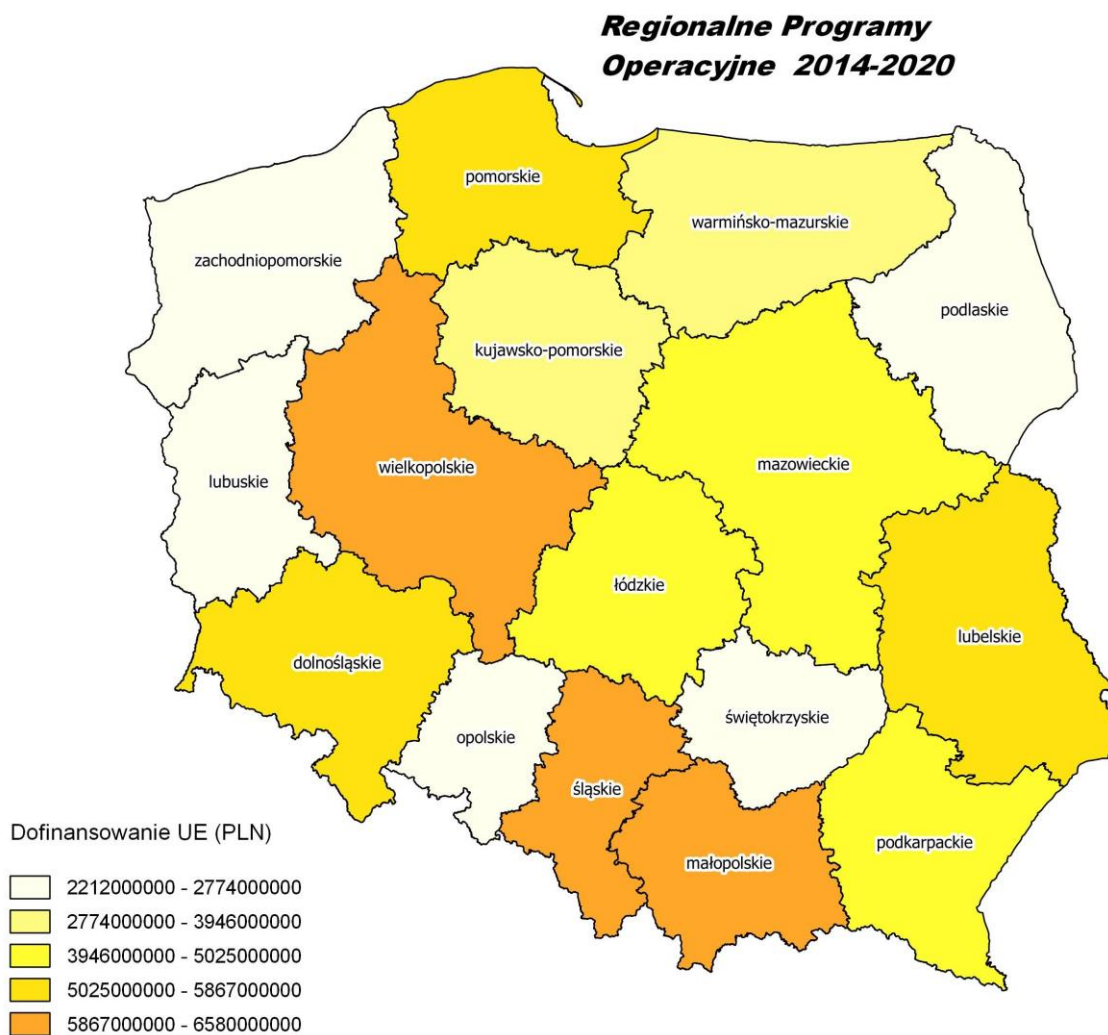 Regionalne Programy
Operacyjne 2014-2020
pomorskie
warmińsko-mazurskie
zachodniopomorskie
podlaskie
kujawsko-pomorskie
mazowieckie
wielkopolskie
lubuskie
łódzkie
lubelskie
dolnośląskie
świętokrzyskie
opolskie
śląskie
podkarpackie
małopolskie
Dofinansowanie UE (PLN)
2212000000 - 2774000000
2774000000 - 3946000000
3946000000 - 5025000000
5025000000 - 5867000000
5867000000 - 6580000000